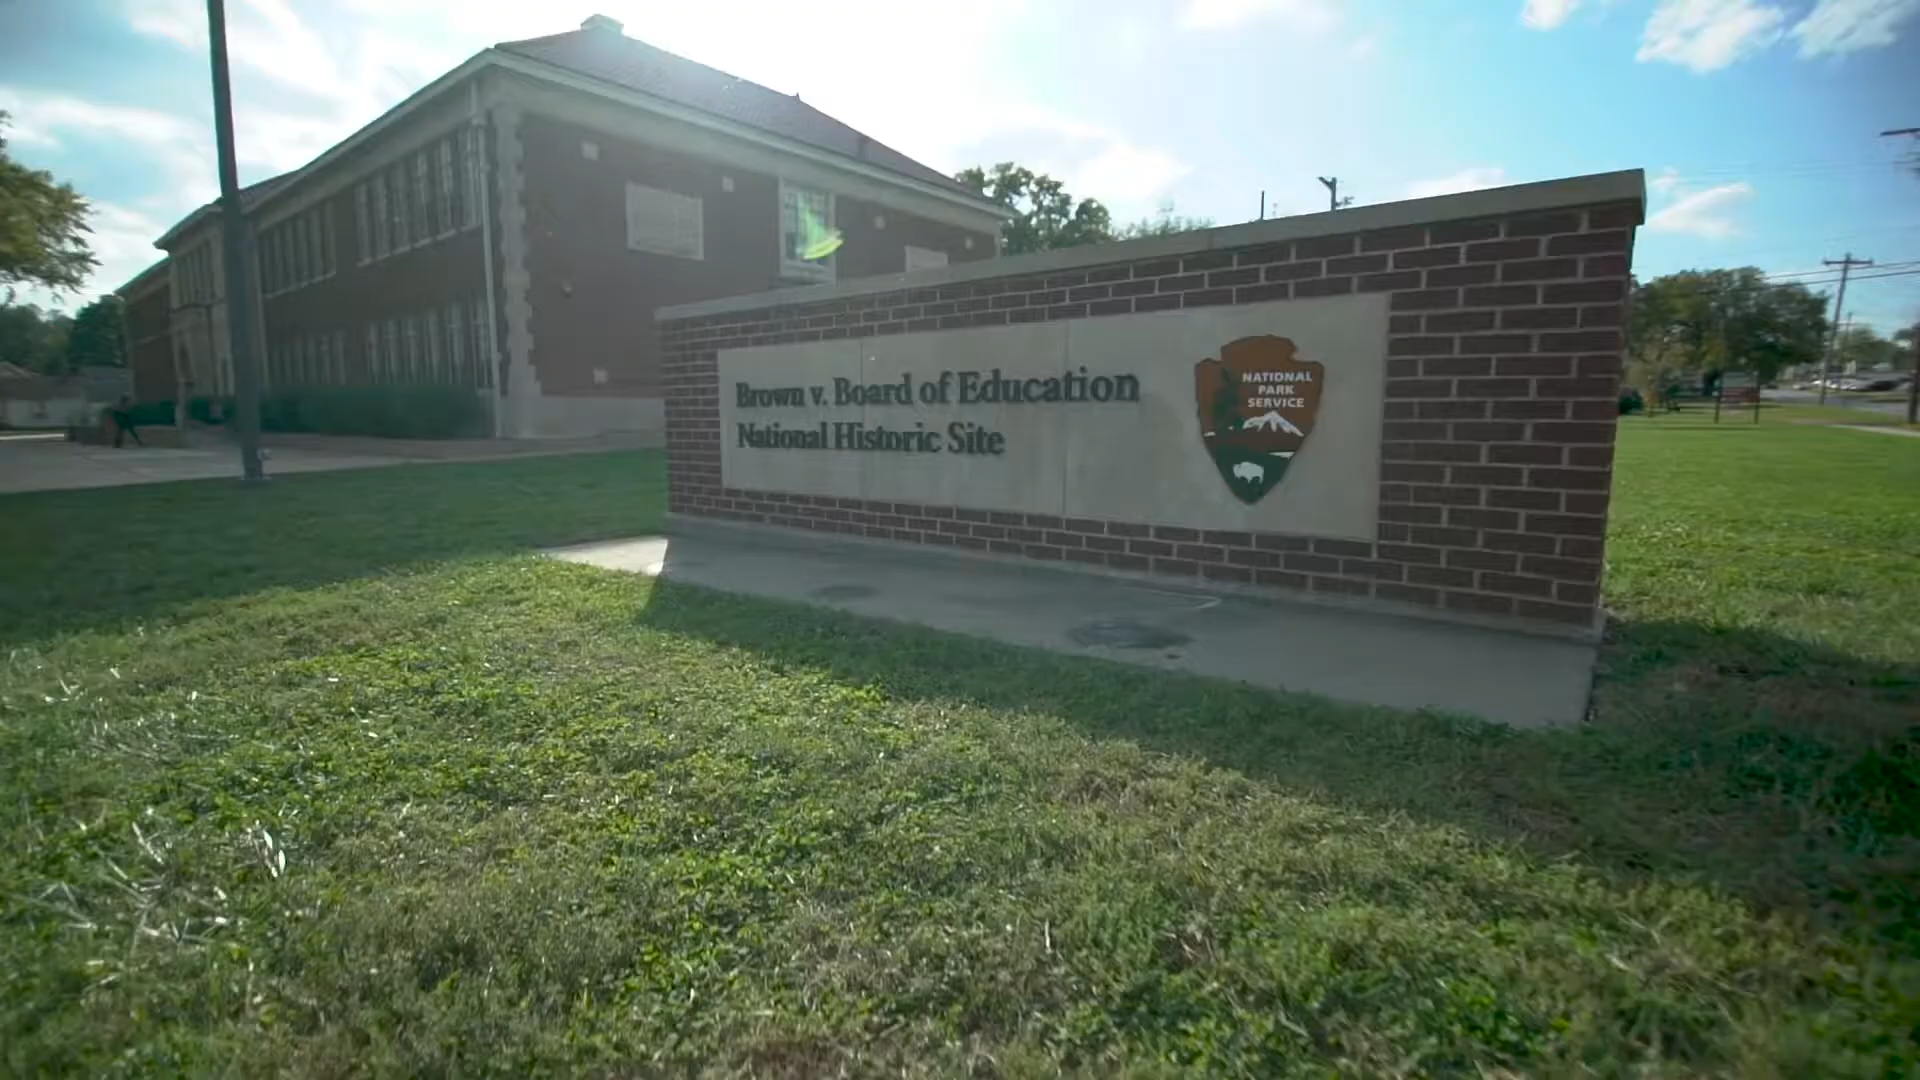 Brown v. Board of Education
National Historic Site
NATIONAL
PARK
SERVICE